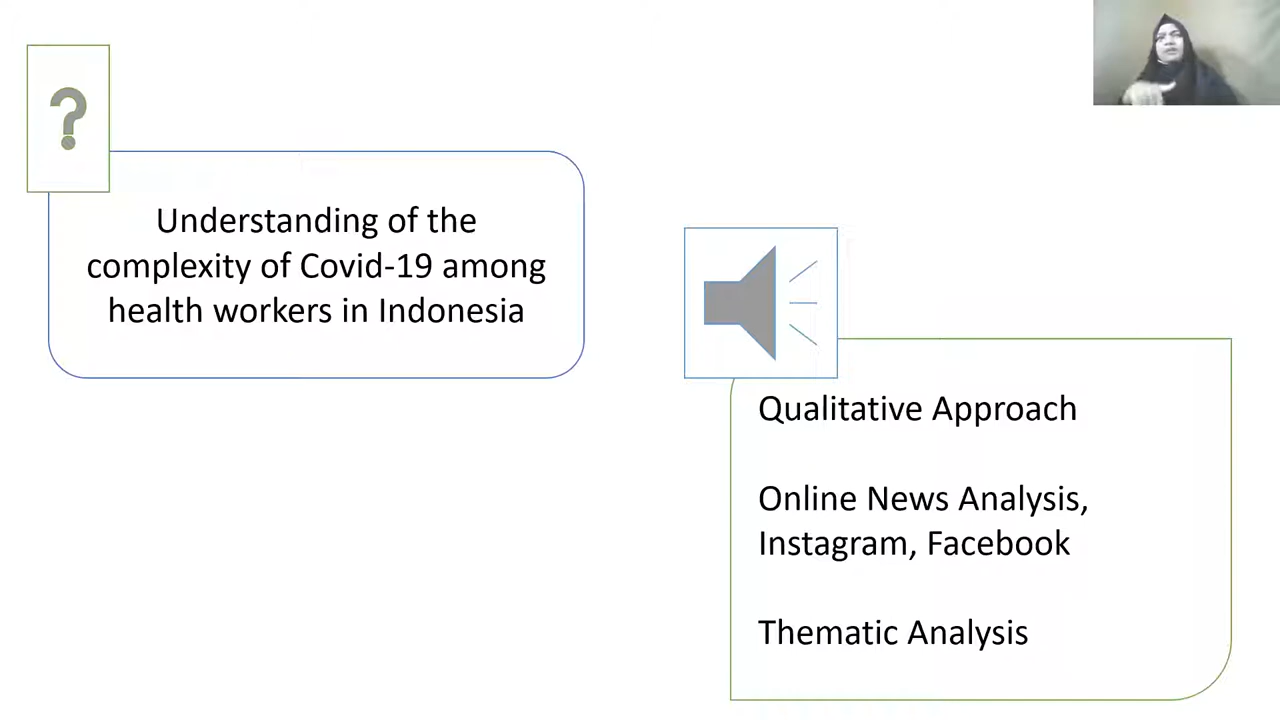 Understanding of the
complexity of Covid-19 among
health workers in Indonesia
Qualitative Approach
Online News Analysis,
Instagram, Facebook
Thematic Analysis